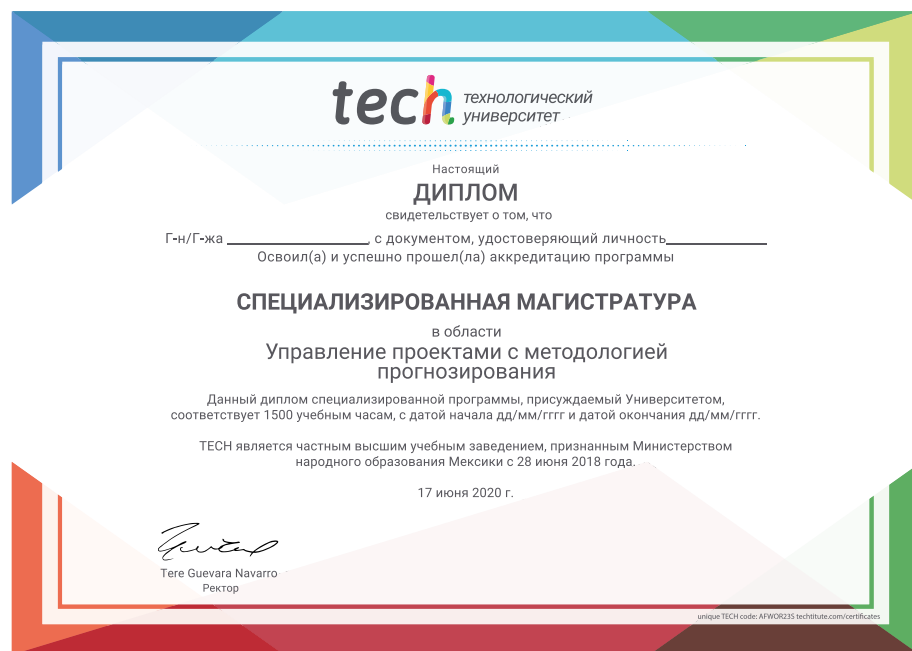 tech технологический
университет
Настоящий
ДИПЛОМ
свидетельствует о том, что
Г-н/Г-жа ____________________, с документом, удостоверяющий личность______________
Освоил(а) и успешно прошел(ла) аккредитацию программы
СПЕЦИАЛИЗИРОВАННАЯ МАГИСТРАТУРА
в области
Управление проектами с методологией
прогнозирования
Данный диплом специализированной программы, присуждаемый Университетом,
соответствует 1500 учебным часам, с датой начала дд/мм/гггг и датой окончания дд/мм/гггг.
TECH является частным высшим учебным заведением, признанным Министерством
народного образования Мексики с 28 июня 2018 года.
17 июня 2020 г.
Tere Guevara Navarro
Ректор
unique TECH code: AFWOR23S techtitute.com/certificates